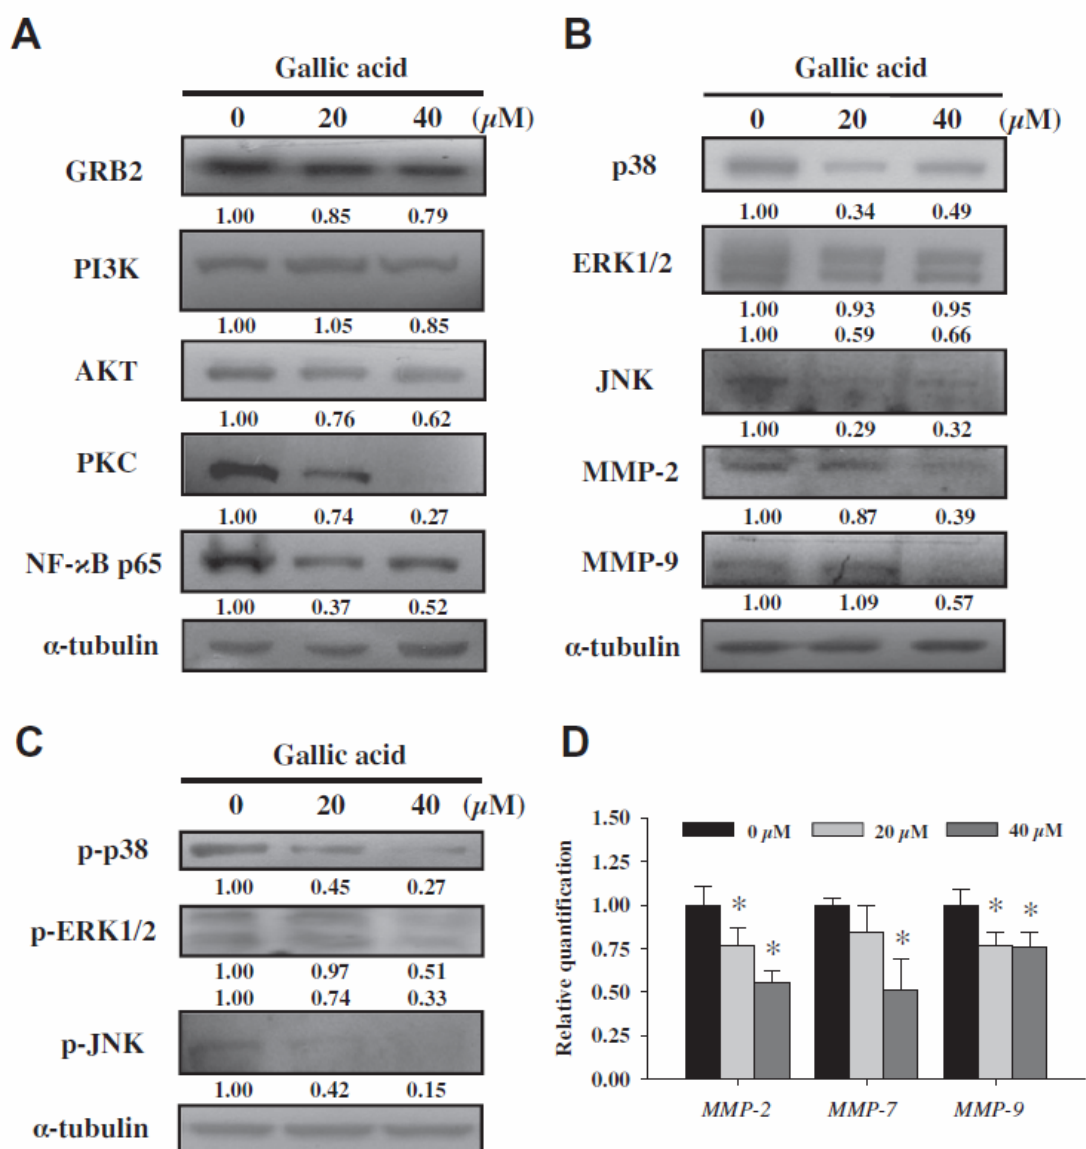 A
Gallic acid
0 20 40 (µM)
GRB2
1.00 0.85 0.79
PI3K
1.00 1.05 0.85
AKT
1.00 0.76 0.62
PKC
1.00 0.74 0.27
NF-ϰB p65
1.00 0.37 0.52
α-tubulin
B
Gallic acid
0 20 40 (µM)
p38
1.00 0.34 0.49
ERK1/2
1.00 0.93 0.95
1.00 0.59 0.66
JNK
1.00 0.29 0.32
MMP-2
1.00 0.87 0.39
MMP-9
1.00 1.09 0.57
α-tubulin
C
Gallic acid
0 20 40 (µM)
p-p38
1.00 0.45 0.27
p-ERK1/2
1.00 0.97 0.51
1.00 0.74 0.33
p-JNK
1.00 0.42 0.15
α-tubulin
D
0 µM 20 µM 40 µM
Relative quantification
1.50
1.25
1.00
0.75
0.50
0.25
0.00
* * * * *
MMP-2 MMP-7 MMP-9